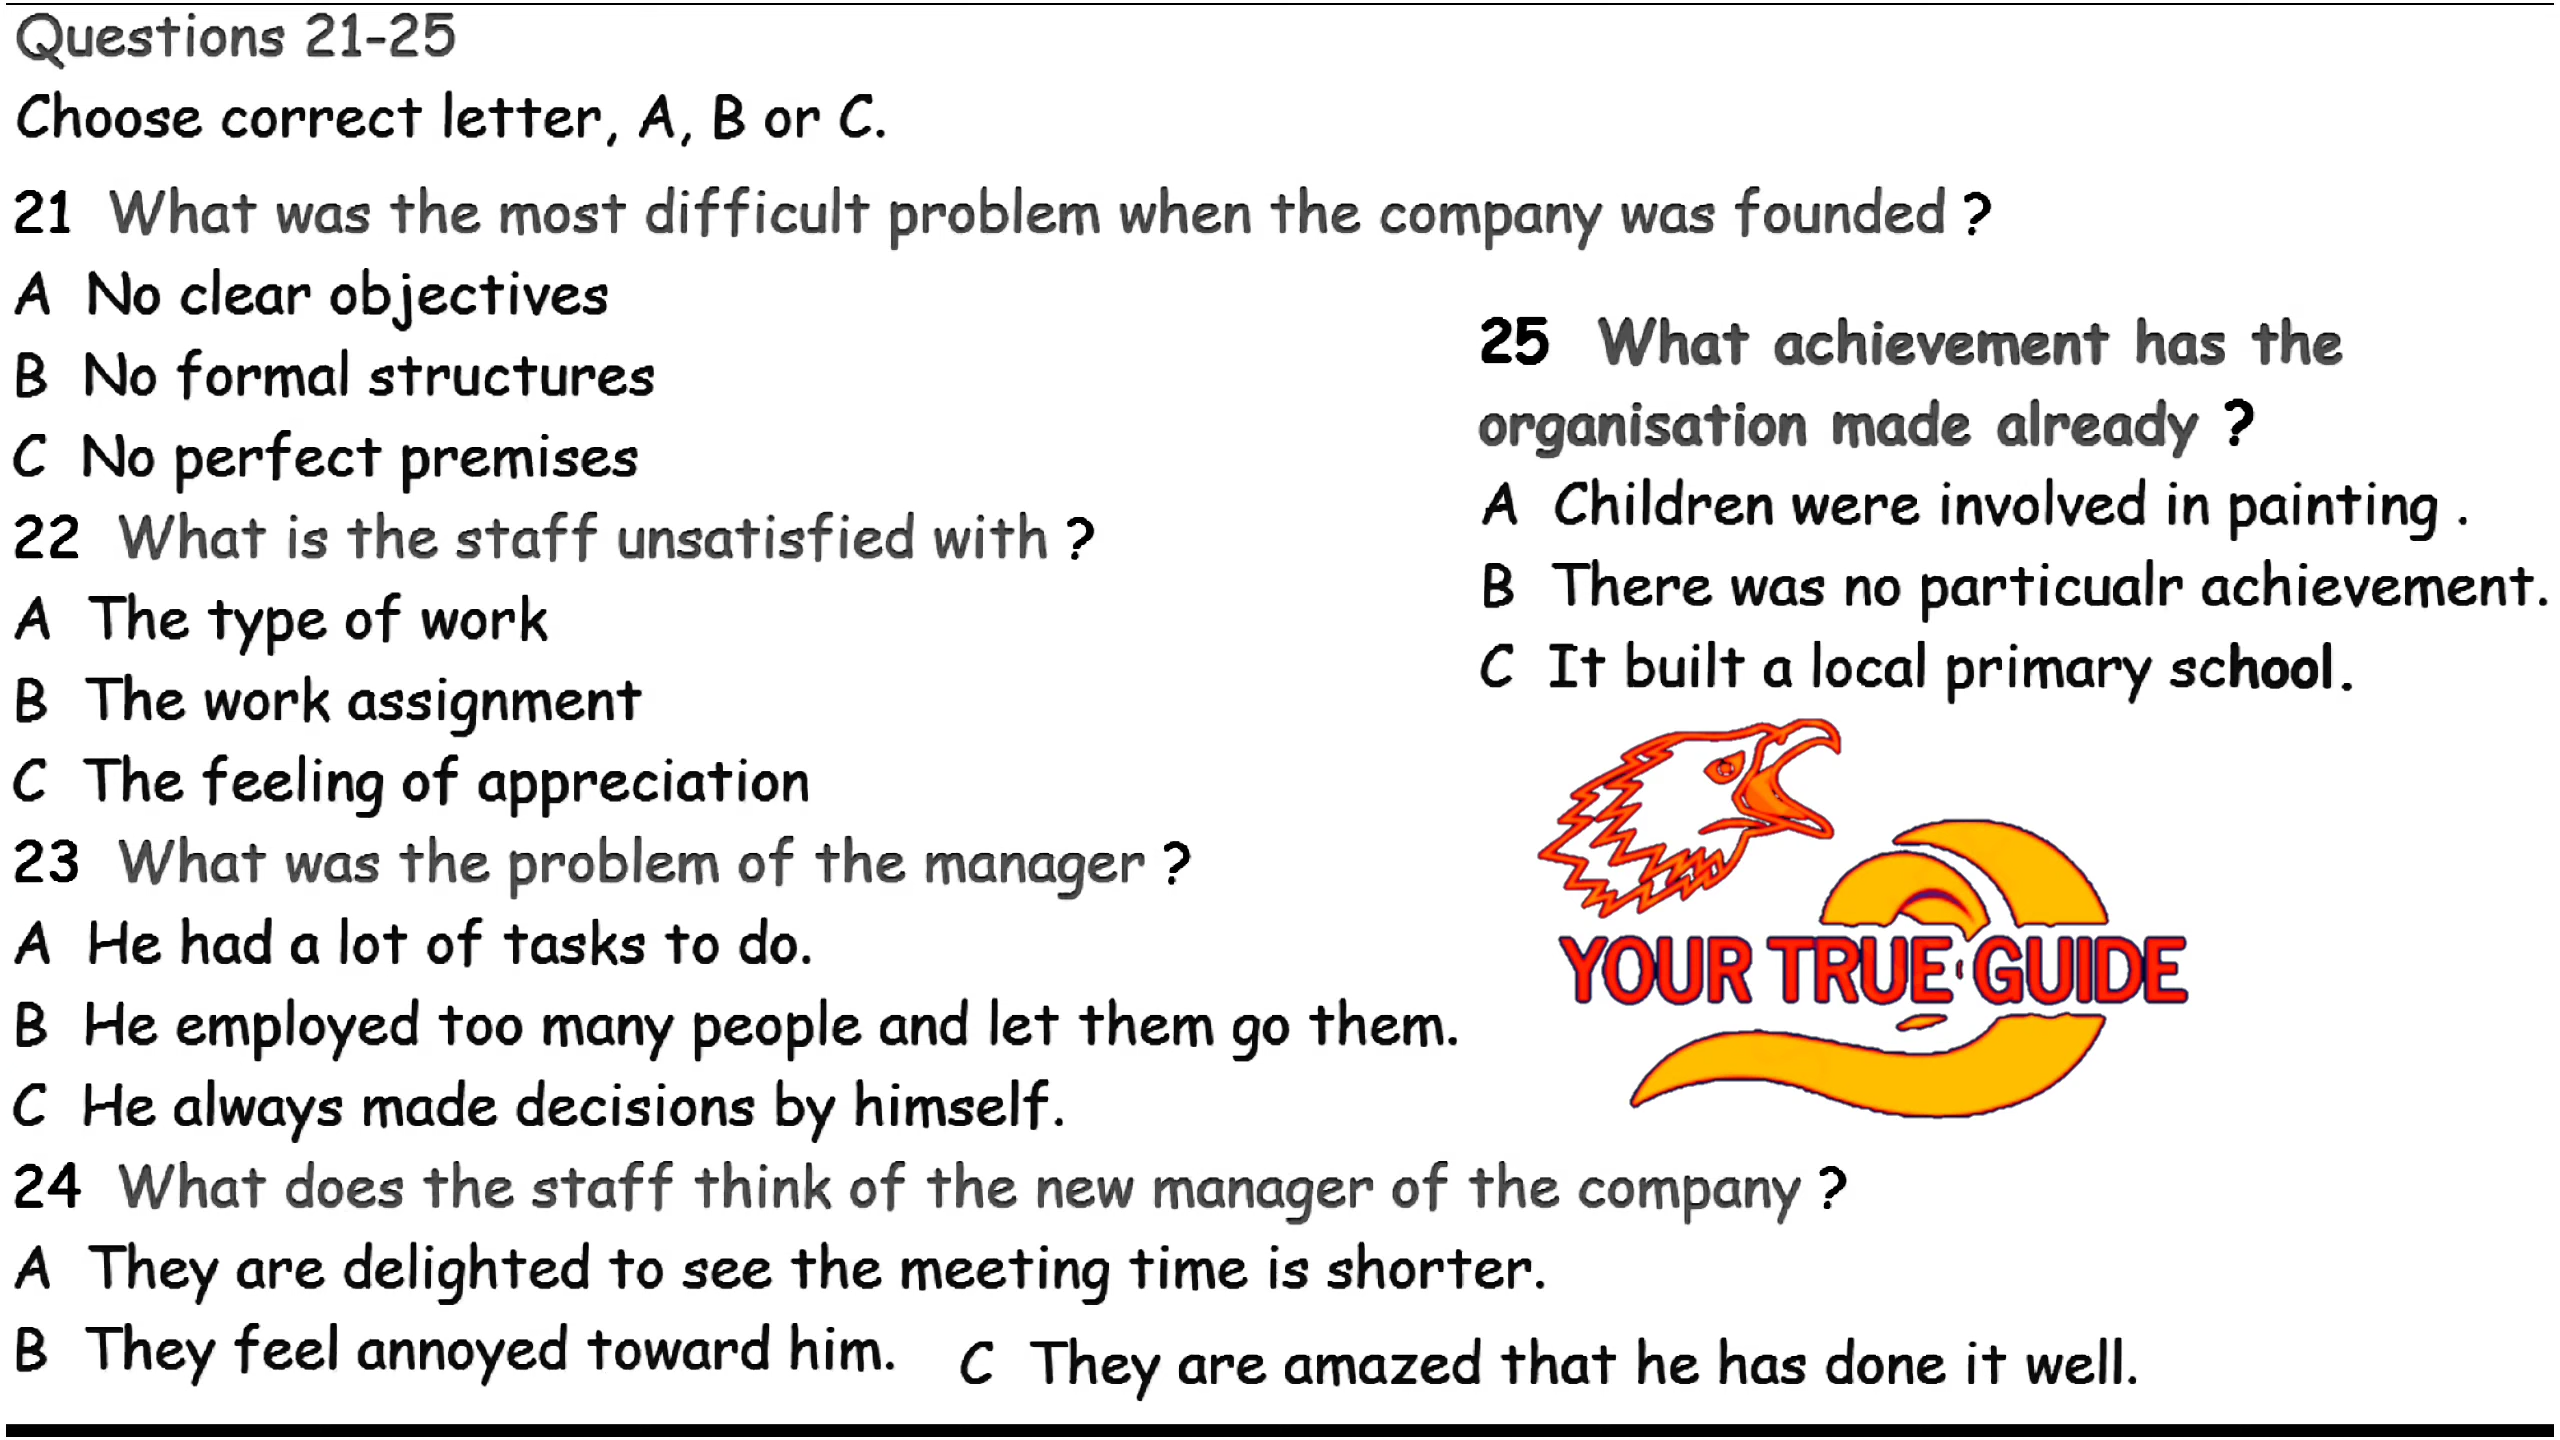 Questions 21-25
Choose correct letter, A, B or C.
21 What was the most difficult problem when the company was founded ?
A No clear objectives
B No formal structures
C No perfect premises
22 What is the staff unsatisfied with ?
A The type of work
B The work assignment
C The feeling of appreciation
23 What was the problem of the manager ?
A He had a lot of tasks to do.
B He employed too many people and let them go them.
C He always made decisions by himself.
24 What does the staff think of the new manager of the company ?
A They are delighted to see the meeting time is shorter.
B They feel annoyed toward him.
C They are amazed that he has done it well.
25 What achievement has the
organisation made already ?
A Children were involved in painting .
B There was no particualr achievement.
C It built a local primary school.
YOUR TRUE GUIDE